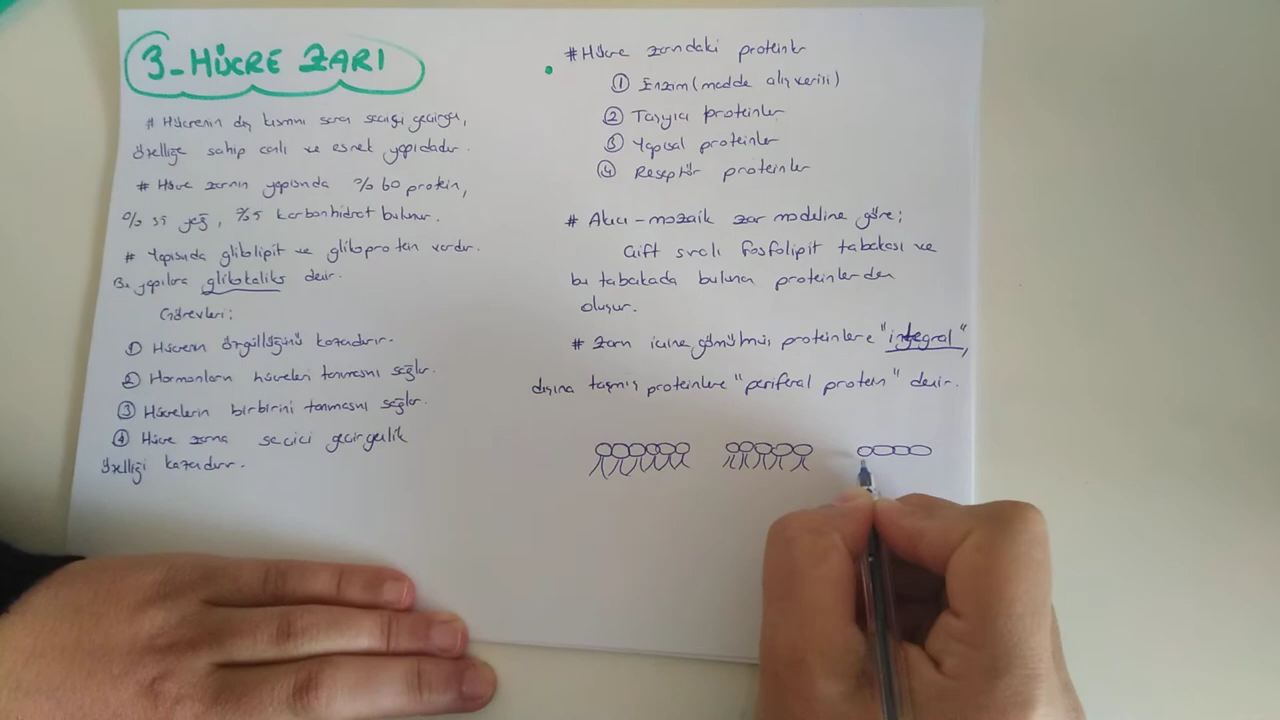 3-HÜCRE ZARI
# Hücrenin dış kısmını saran seçici geçirgen,
özelliğe sahip canlı ve esnek yapıdadır.
# Hücre zarının yapısında % 60 protein,
% 35 yağ, %5 karbonhidrat bulunur.
# Yapısında glikolipit ve glikoprotein vardır.
Bu yapılara glikokaliks denir.
Görevleri:
① Hücrenin özgüllüğünü kazandırır.
② Hormonların hücreleri tanımasını sağlar.
③ Hücrelerin birbirini tanımasını sağlar.
④ Hücre zarına seçici geçirgenlik
özelliği kazandırır.
# Hücre zarındaki proteinler
① Enzim (madde alışverişi)
② Taşıyıcı proteinler
③ Yapısal proteinler
④ Reseptör proteinler
# Akıcı-mozaik zar modeline göre;
Çift sıralı fosfolipit tabakası ve
bu tabakada bulunan proteinlerden
oluşur.
# Zarın içine gömülmüş proteinlere "integral",
dışına taşmış proteinlere "periferal protein" denir.